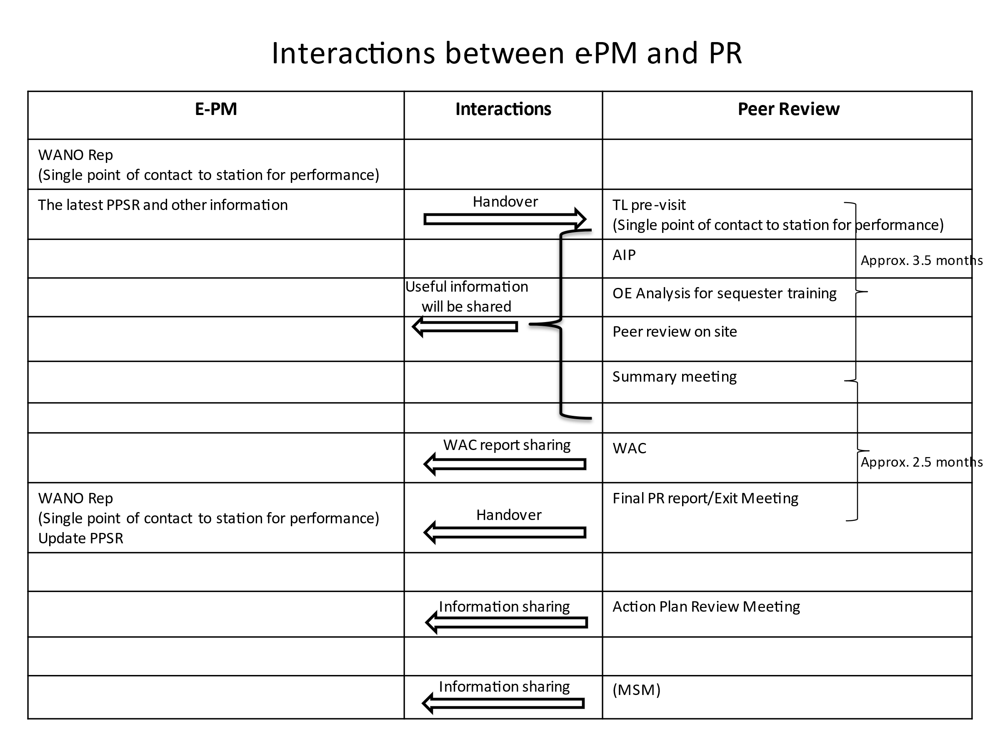 Interactions between ePM and PR
E-PM
Interactions
Peer Review
WANO Rep
(Single point of contact to station for performance)
The latest PPSR and other information
Handover
TL pre-visit
(Single point of contact to station for performance)
AIP
Approx. 3.5 months
Useful information
will be shared
OE Analysis for sequester training
Peer review on site
Summary meeting
WAC report sharing
WAC
Approx. 2.5 months
WANO Rep
(Single point of contact to station for performance)
Update PPSR
Handover
Final PR report/Exit Meeting
Information sharing
Action Plan Review Meeting
Information sharing
(MSM)